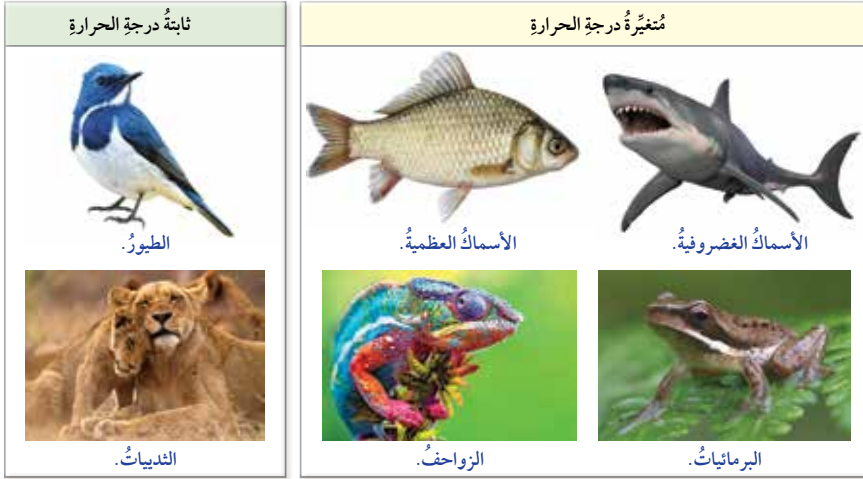 مُتغيِّرةُ درجةِ الحرارةِ
الأسماكُ الغضروفيةُ.
الأسماكُ العظميةُ.
البرمائياتُ.
الزواحفُ.
ثابتةُ درجةِ الحرارةِ
الطيورُ.
الثدييات​ُ.